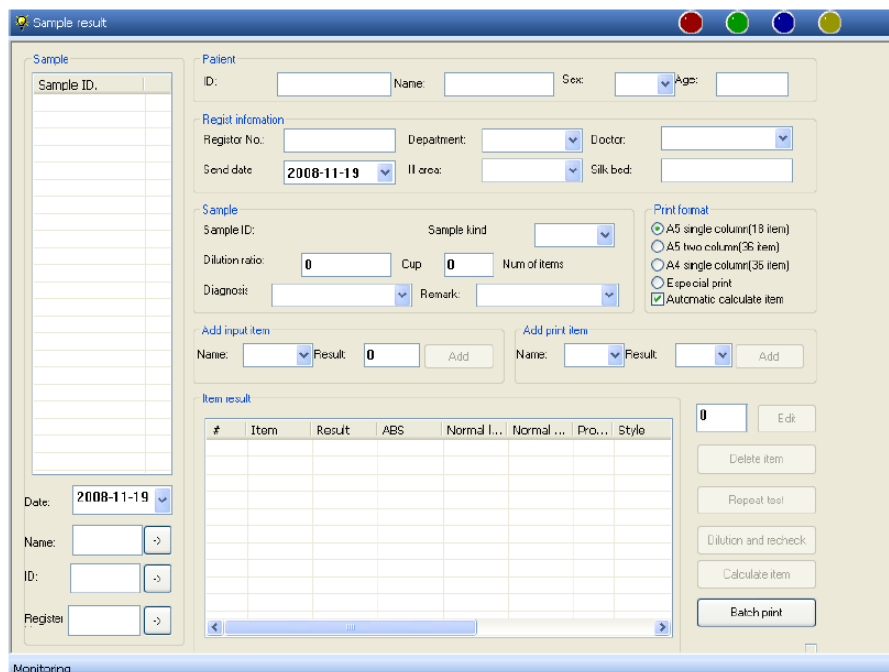 Sample result
Sample
Sample ID.
Date: 2008-11-19
Name: ->
ID: ->
Register ->
Patient
ID: Name: Sex: Age:
Regist infomation
Registor No.: Department: Doctor:
Send date 2008-11-19 Ill area: Silk bed:
Sample
Sample ID: Sample kind
Dilution ratio: 0 Cup 0 Num of items
Diagnosis Remark:
Print format
A5 single column(18 item)
A5 two column(36 item)
A4 single column(35 item)
Especial print
Automatic calculate item
Add input item
Name: Result 0 Add
Add print item
Name: Result Add
Item result
# Item Result ABS Normal l... Normal ... Pro... Style
0 Edit
Delete item
Repeat test
Dilution and recheck
Calculate item
Batch print
Monitoring